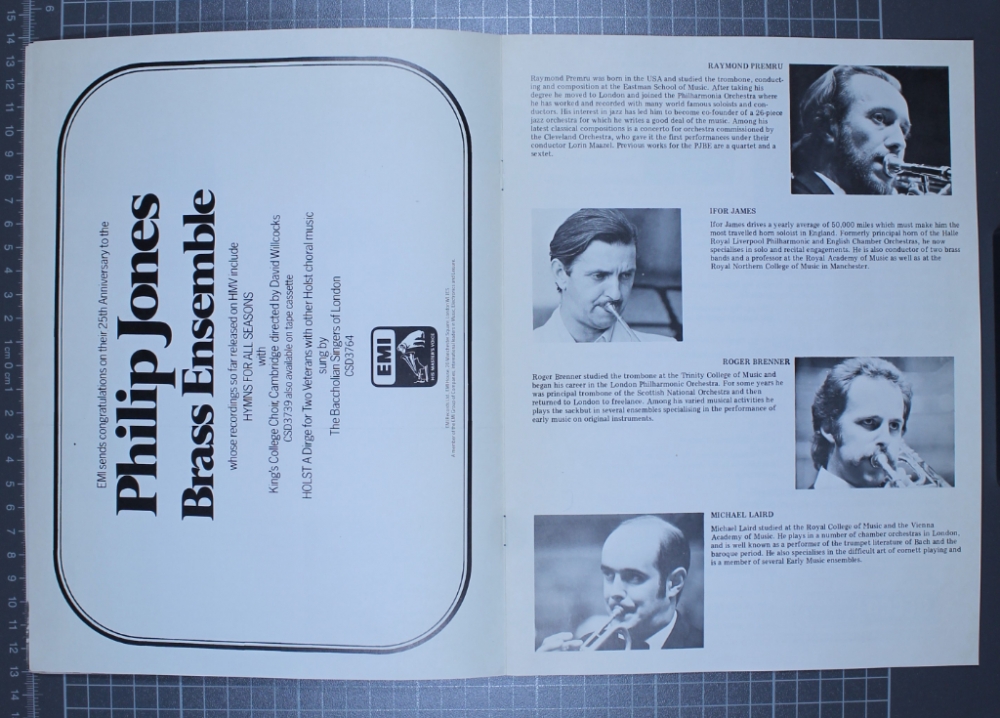 EMI sends congratulations on their 25th Anniversary to the
Philip Jones
Brass Ensemble
whose recordings so far released on HMV include
HYMNS FOR ALL SEASONS
with
King's College Choir, Cambridge directed by David Willcocks
CSD3739 also available on tape cassette
HOLST A Dirge for Two Veterans with other Holst choral music
sung by
The Baccholian Singers of London
CSD3764
EMI
HIS MASTER'S VOICE
RAYMOND PREMRU
Raymond Premru was born in the USA and studied the trombone, conduct-
ing and composition at the Eastman School of Music. After taking his
degree he moved to London and joined the Philharmonia Orchestra where
he has worked and recorded with many world famous soloists and con-
ductors. His interest in jazz has led him to become co-founder of a 26-piece
jazz orchestra for which he writes a good deal of the music. Among his
latest classical compositions is a concerto for orchestra commissioned by
the Cleveland Orchestra, who gave it the first performances under their
conductor Lorin Maazel. Previous works for the PJBE are a quartet and a
sextet.
IFOR JAMES
Ifor James drives a yearly average of 50,000 miles which must make him the
most travelled horn soloist in England. Formerly principal horn of the Halle
Royal Liverpool Philharmonic and English Chamber Orchestras, he now
specialises in solo and recital engagements. He is also conductor of two brass
bands and a professor at the Royal Academy of Music as well as at the
Royal Northern College of Music in Manchester.
ROGER BRENNER
Roger Brenner studied the trombone at the Trinity College of Music and
began his career in the London Philharmonic Orchestra. For some years he
was principal trombone of the Scottish National Orchestra and then
returned to London to freelance. Among his varied musical activities he
plays the sackbut in several ensembles specialising in the performance of
early music on original instruments.
MICHAEL LAIRD
Michael Laird studied at the Royal College of Music and the Vienna
Academy of Music. He plays in a number of chamber orchestras in London,
and is well known as a performer of the trumpet literature of Bach and the
baroque period. He also specialises in the difficult art of cornett playing and
is a member of several Early Music ensembles.